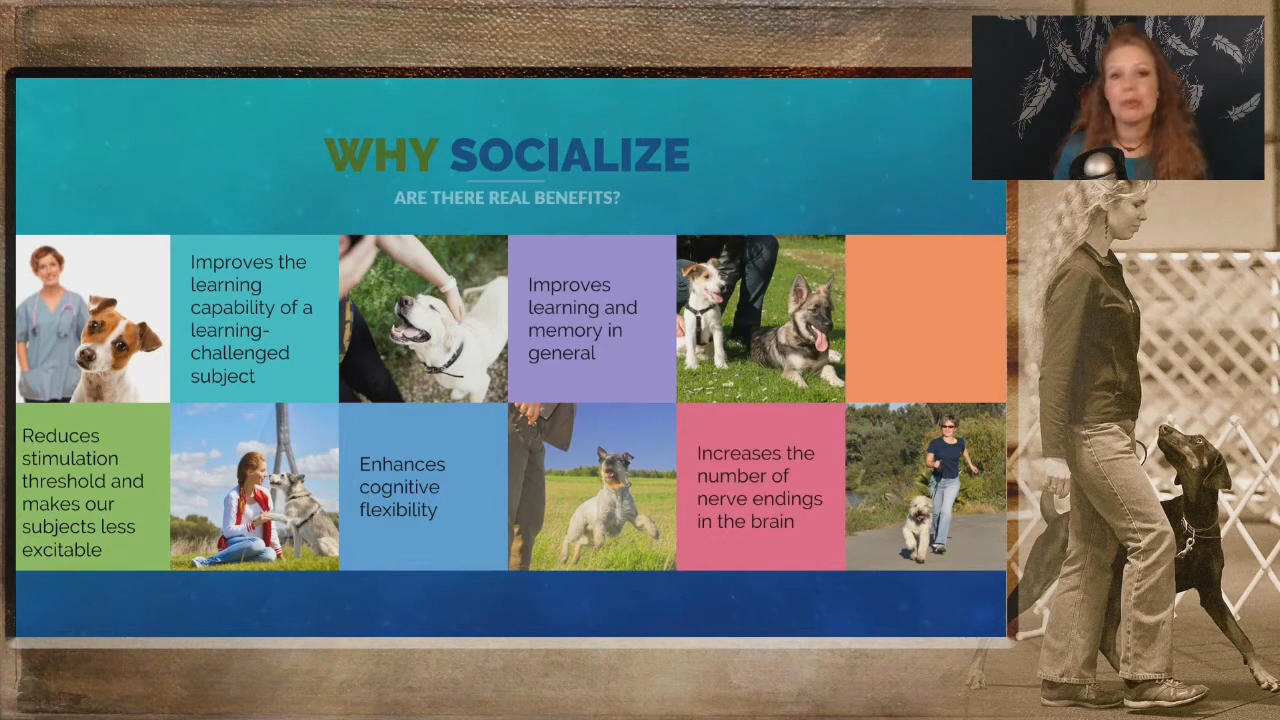 WHY SOCIALIZE
ARE THERE REAL BENEFITS?
Improves the
learning
capability of a
learning-
challenged
subject
Improves
learning and
memory in
general
Reduces
stimulation
threshold and
makes our
subjects less
excitable
Enhances
cognitive
flexibility
Increases the
number of
nerve endings
in the brain